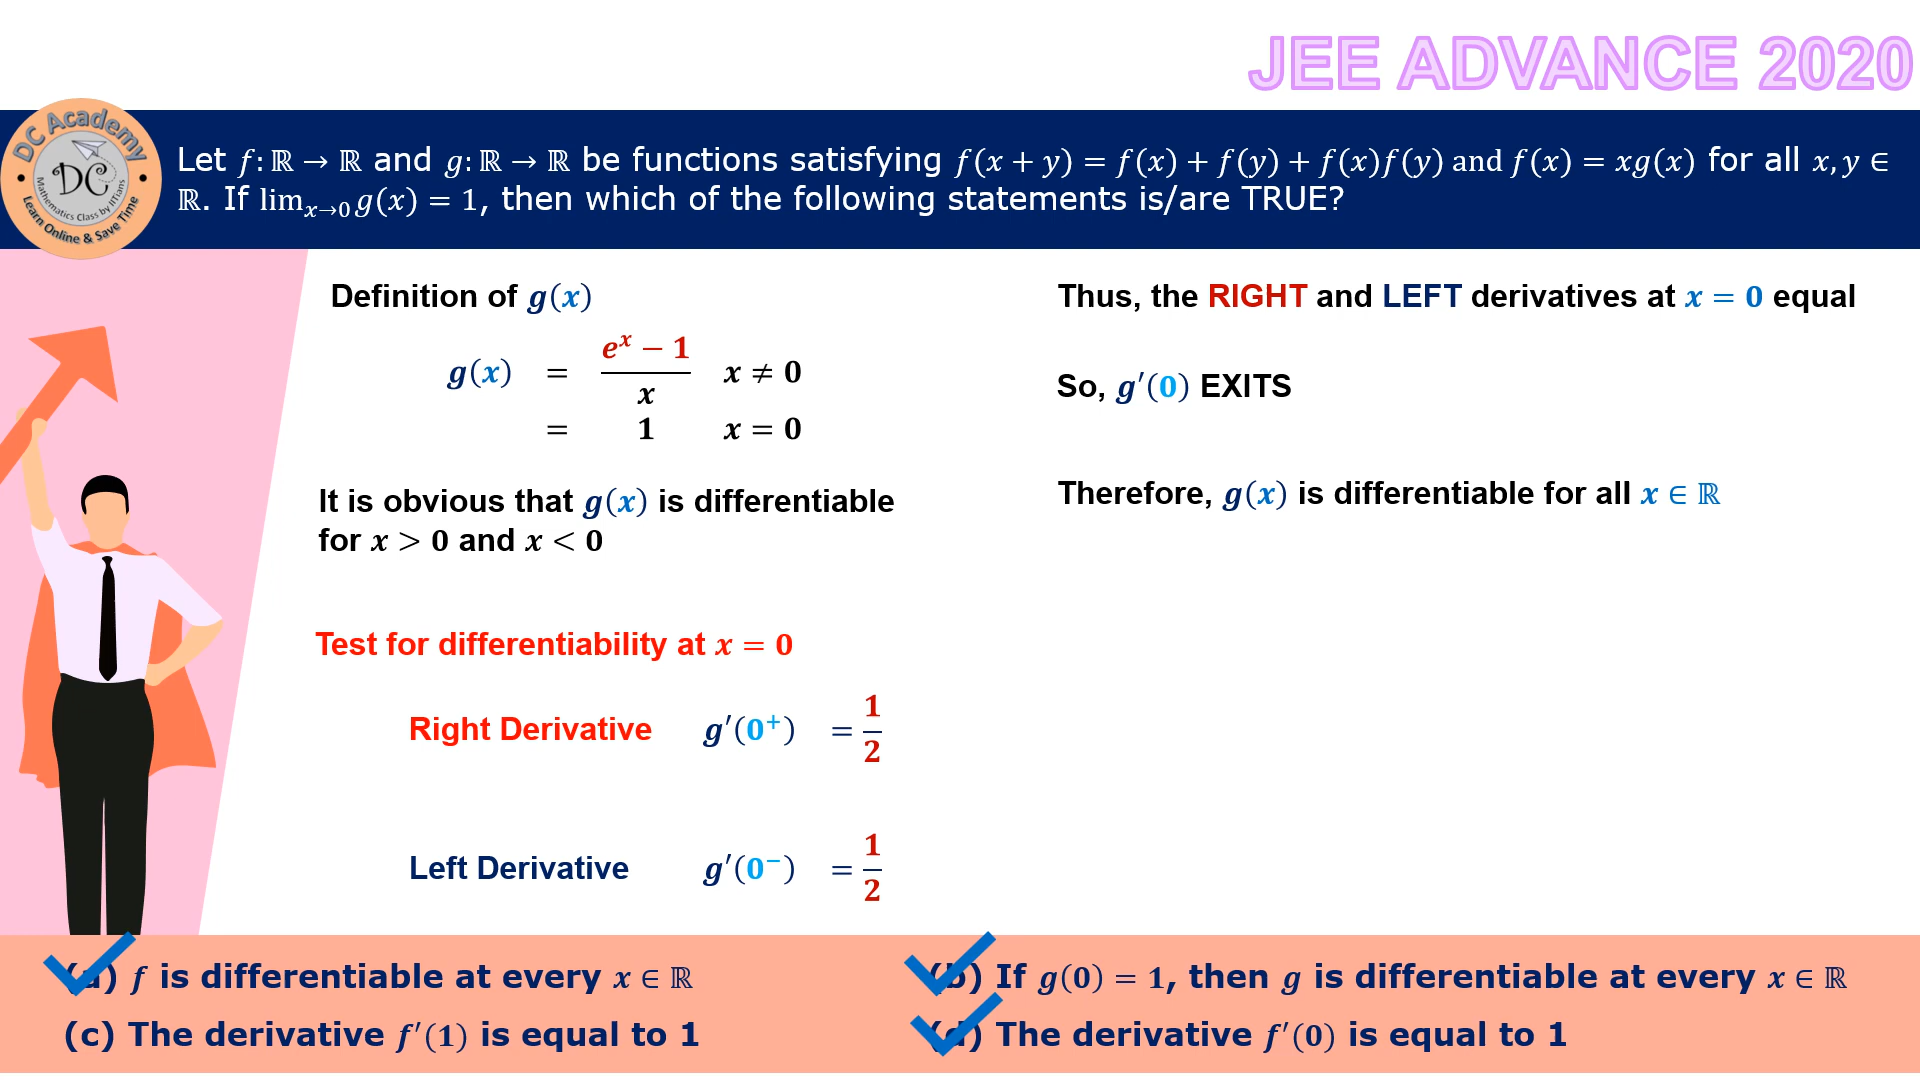 JEE ADVANCE 2020
DC Academy
DC
Mathematics Class by IITians
Learn Online & Save Time
Let f: ℝ → ℝ and g: ℝ → ℝ be functions satisfying f(x + y) = f(x) + f(y) + f(x)f(y) and f(x) = xg(x) for all x, y ∈
ℝ. If lim_{x→0} g(x) = 1, then which of the following statements is/are TRUE?
Definition of g(x)
g(x) = (e^x − 1)/x x ≠ 0
= 1 x = 0
It is obvious that g(x) is differentiable
for x > 0 and x < 0
Test for differentiability at x = 0
Right Derivative g′(0⁺) = 1/2
Left Derivative g′(0⁻) = 1/2
Thus, the RIGHT and LEFT derivatives at x = 0 equal
So, g′(0) EXITS
Therefore, g(x) is differentiable for all x ∈ ℝ
(a) f is differentiable at every x ∈ ℝ
(b) If g(0) = 1, then g is differentiable at every x ∈ ℝ
(c) The derivative f′(1) is equal to 1
(d) The derivative f′(0) is equal to 1